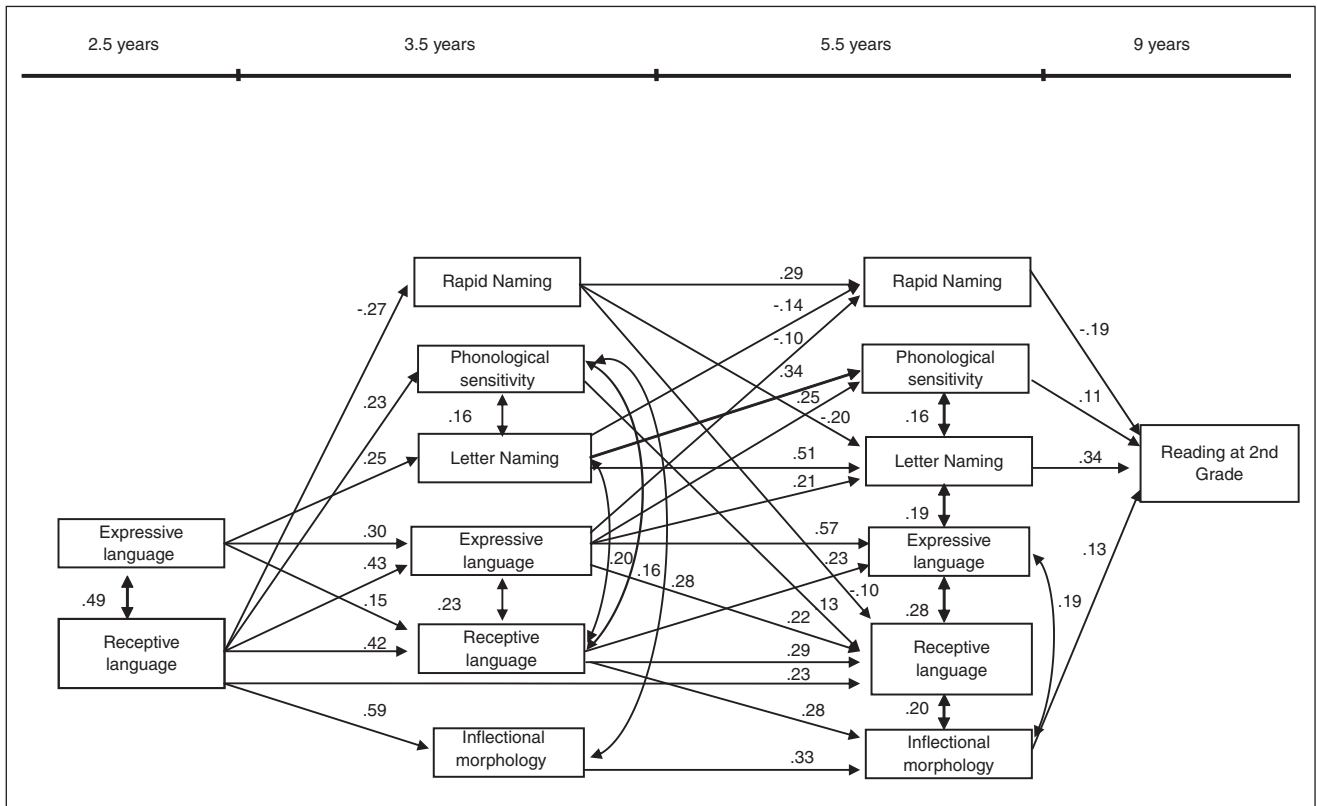 2.5 years
3.5 years
5.5 years
9 years
Rapid Naming
.29
Rapid Naming
-.27
-.14
-.10
-.19
Phonological
sensitivity
.34
Phonological
sensitivity
.23
.25
.11
.16
-.20
.16
.25
Letter Naming
.51
Letter Naming
.34
Reading at 2nd
Grade
.21
.19
Expressive
language
.30
Expressive
language
.57
Expressive
language
.43
.20
.16
.28
.23
.13
-.10
.13
.49
.15
.23
.22
.28
.19
Receptive
language
.42
Receptive
language
.29
Receptive
language
.23
.59
.28
.20
Inflectional
morphology
.33
Inflectional
morphology